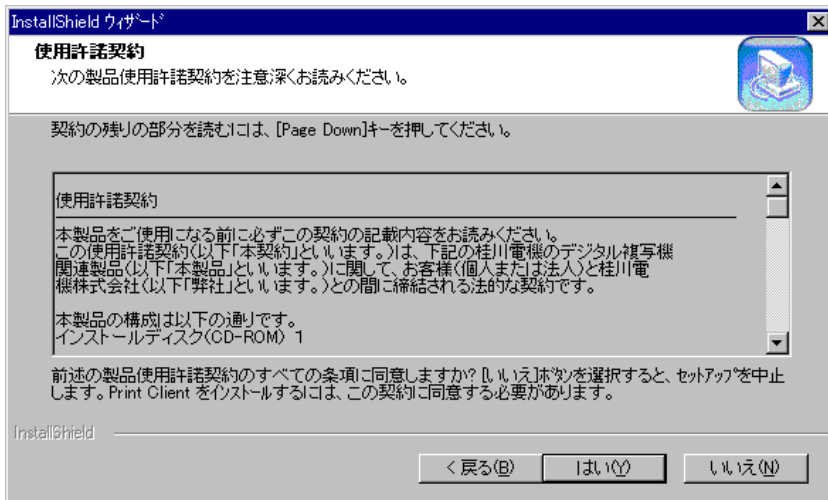 InstallShield ウィザード
使用許諾契約
次の製品使用許諾契約を注意深くお読みください。
契約の残りの部分を読むには、[Page Down]キーを押してください。
使用許諾契約
本製品をご使用になる前に必ずこの契約の記載内容をお読みください。
この使用許諾契約(以下「本契約」といいます。)は、下記の桂川電機のデジタル複写機
関連製品(以下「本製品」といいます。)に関して、お客様(個人または法人)と桂川電
機株式会社(以下「弊社」といいます。)との間に締結される法的な契約です。
本製品の構成は以下の通りです。
インストールディスク(CD-ROM) 1
前述の製品使用許諾契約のすべての条項に同意しますか? [いいえ]ボタンを選択すると、セットアップを中止
します。Print Client をインストールするには、この契約に同意する必要があります。
InstallShield
< 戻る(B)
はい(Y)
いいえ(N)